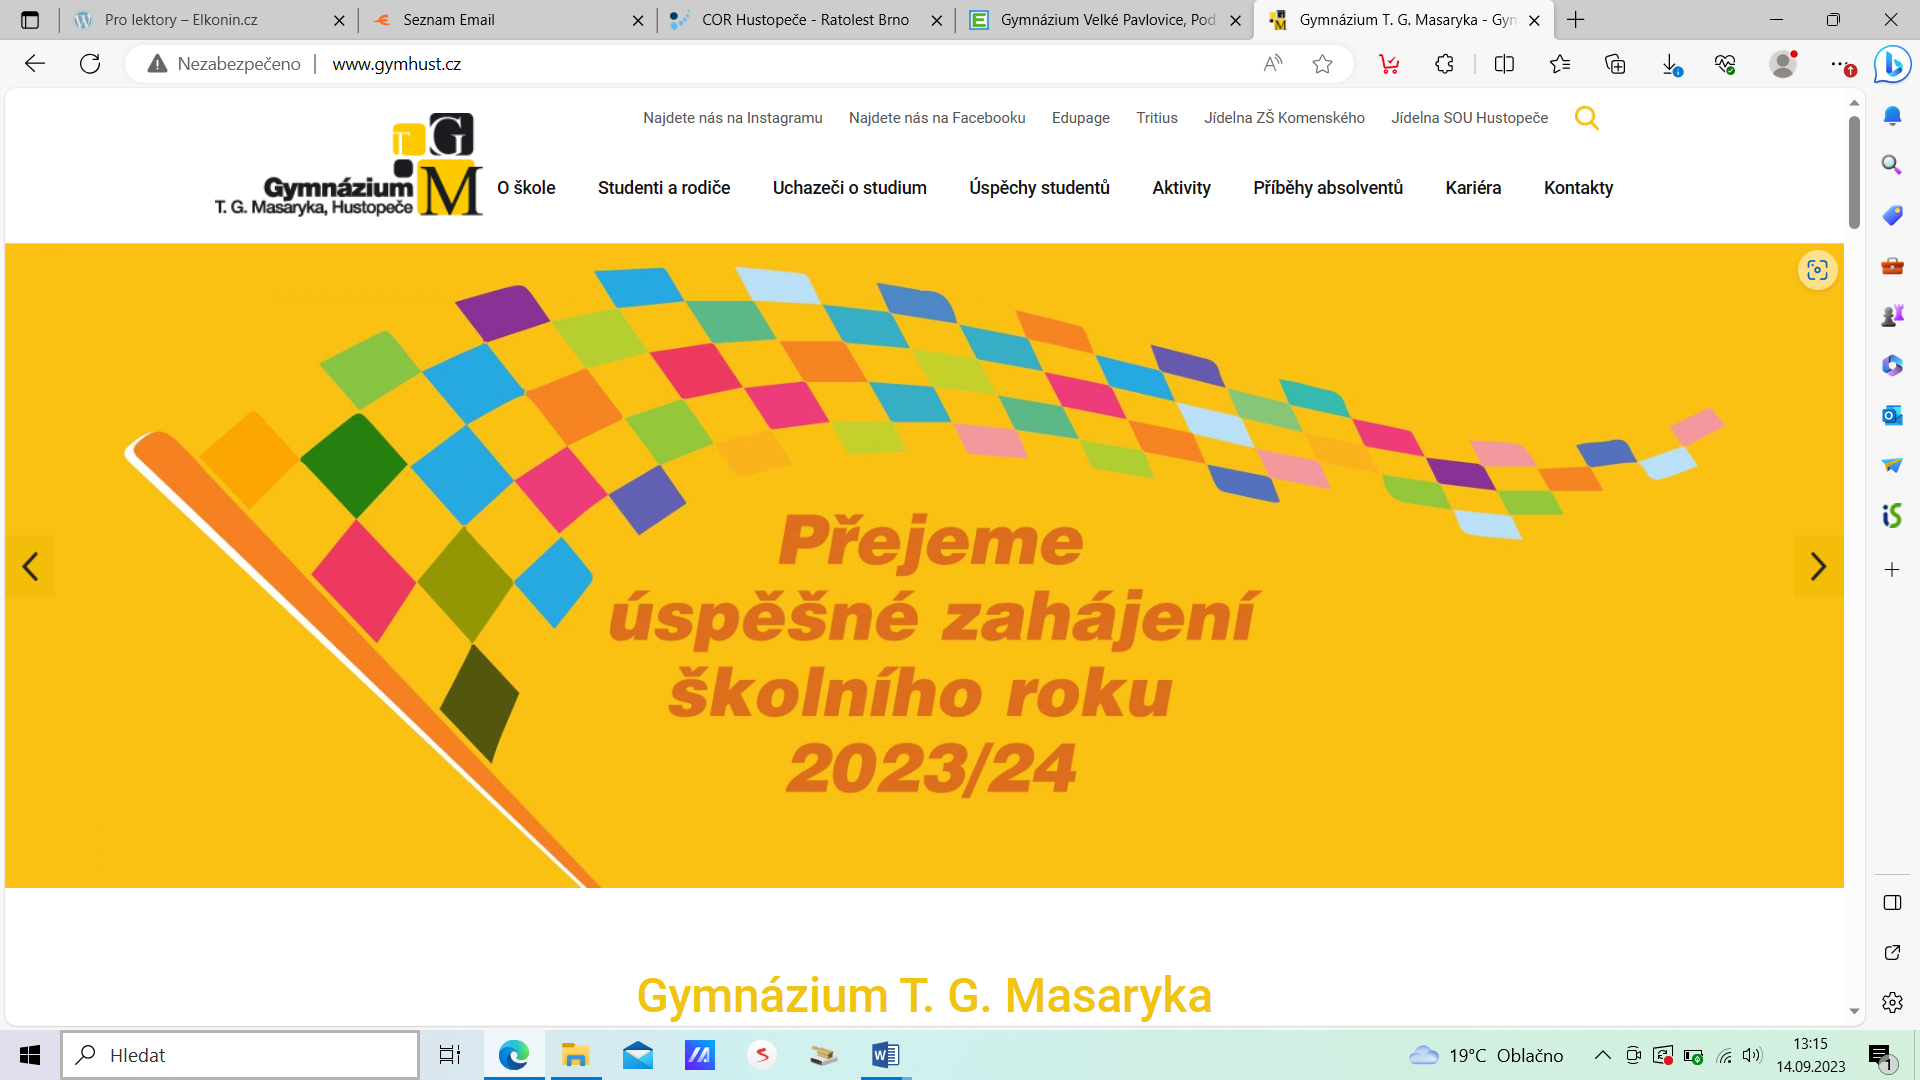 Pro lektory – Elkonin.cz
Seznam Email
COR Hustopeče - Ratolest Brno
Gymnázium Velké Pavlovice, Pod
Gymnázium T. G. Masaryka - Gyn
Nezabezpečeno
www.gymhust.cz
Najdete nás na Instagramu
Najdete nás na Facebooku
Edupage
Tritius
Jídelna ZŠ Komenského
Jídelna SOU Hustopeče
TGM
Gymnázium
T. G. Masaryka, Hustopeče
O škole
Studenti a rodiče
Uchazeči o studium
Úspěchy studentů
Aktivity
Příběhy absolventů
Kariéra
Kontakty
Přejeme
úspěšné zahájení
školního roku
2023/24
Gymnázium T. G. Masaryka
Hledat
19°C Oblačno
13:15
14.09.2023
1